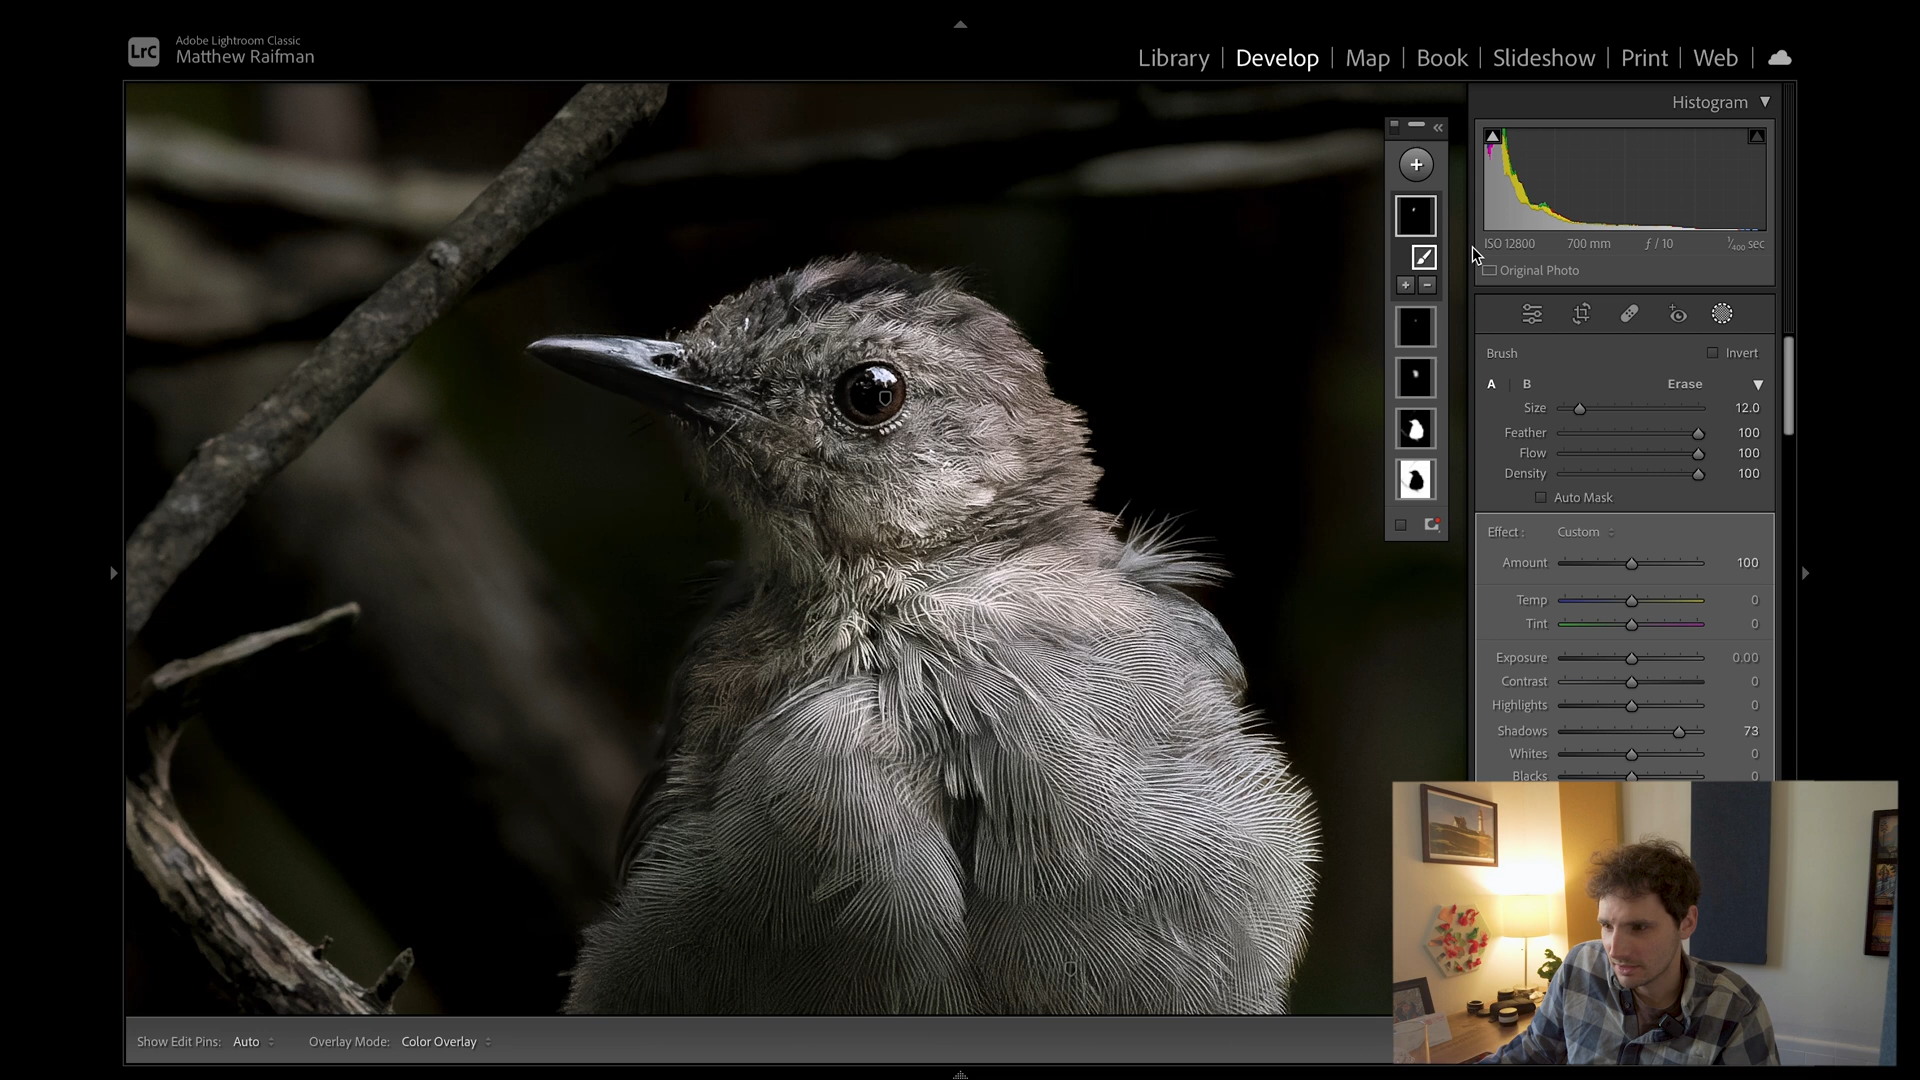 LrC
Adobe Lightroom Classic
Matthew Raifman
Library | Develop | Map | Book | Slideshow | Print | Web
Histogram
ISO 12800 700 mm ƒ / 10 1/400 sec
Original Photo
Brush Invert
A B Erase
Size 12.0
Feather 100
Flow 100
Density 100
Auto Mask
Effect : Custom
Amount 100
Temp 0
Tint 0
Exposure 0.00
Contrast 0
Highlights 0
Shadows 73
Whites 0
Blacks 0
Show Edit Pins: Auto Overlay Mode: Color Overlay